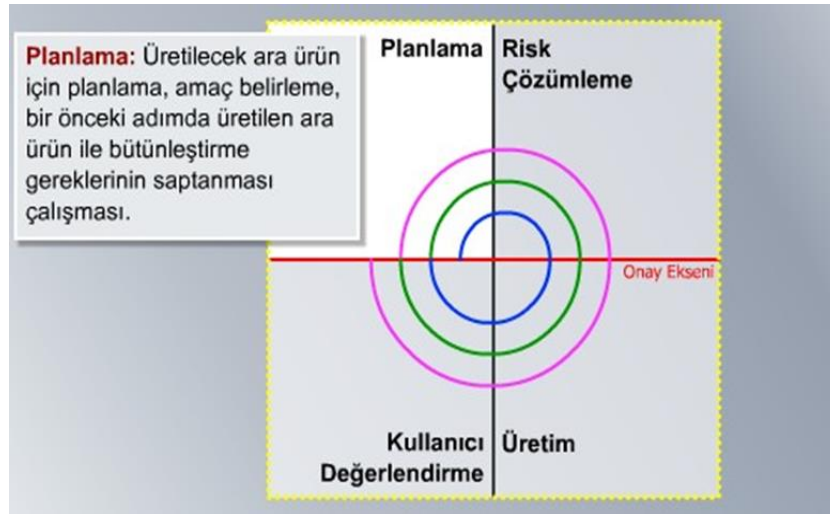 Planlama: Üretilecek ara ürün
için planlama, amaç belirleme,
bir önceki adımda üretilen ara
ürün ile bütünleştirme
gereklerinin saptanması
çalışması.
Planlama
Risk
Çözümleme
Onay Ekseni
Kullanıcı
Değerlendirme
Üretim